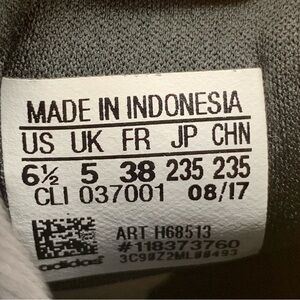 MADE IN INDONESIA
US UK FR JP CHN
6½ 5 38 235 235
CLI 037001 08/17
ART H68513
#118373760
adidas 3C90Z2ML00493